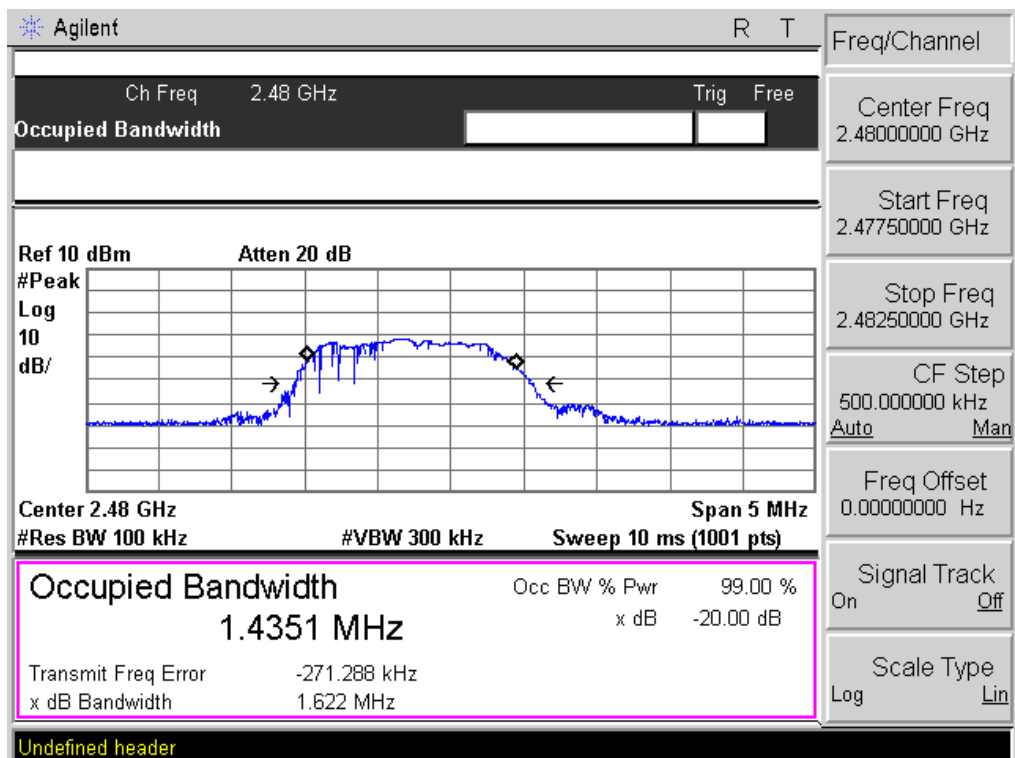 Agilent R T
Ch Freq 2.48 GHz Trig Free
Occupied Bandwidth
Ref 10 dBm Atten 20 dB
#Peak
Log
10
dB/
Center 2.48 GHz Span 5 MHz
#Res BW 100 kHz #VBW 300 kHz Sweep 10 ms (1001 pts)
Occupied Bandwidth Occ BW % Pwr 99.00 %
1.4351 MHz x dB -20.00 dB
Transmit Freq Error -271.288 kHz
x dB Bandwidth 1.622 MHz
Undefined header
Freq/Channel
Center Freq
2.48000000 GHz
Start Freq
2.47750000 GHz
Stop Freq
2.48250000 GHz
CF Step
500.000000 kHz
Auto Man
Freq Offset
0.00000000 Hz
Signal Track
On Off
Scale Type
Log Lin